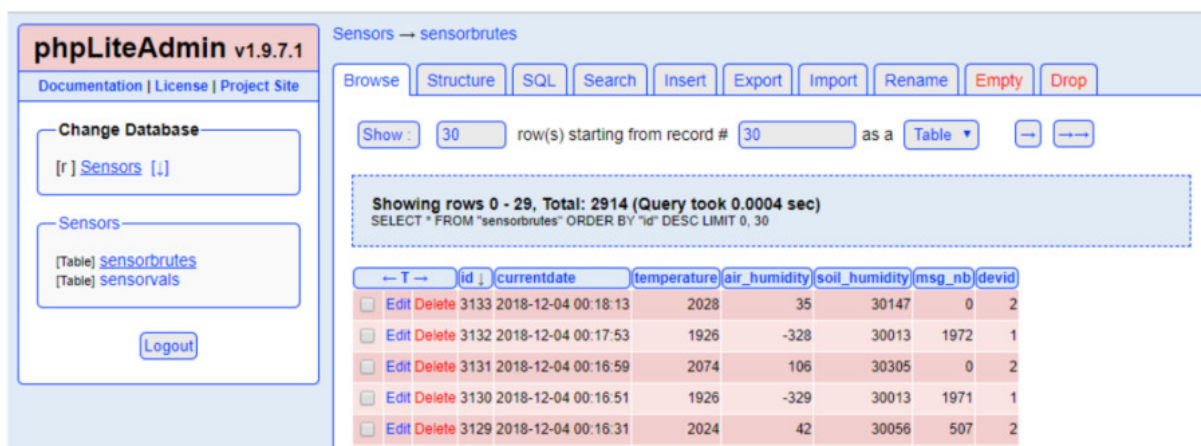 phpLiteAdmin v1.9.7.1
Documentation | License | Project Site
Change Database
[r ] Sensors [↓]
Sensors
[Table] sensorbrutes
[Table] sensorvals
Logout
Sensors → sensorbrutes
Browse Structure SQL Search Insert Export Import Rename Empty Drop
Show : 30 row(s) starting from record # 30 as a Table ▼ → →→
Showing rows 0 - 29, Total: 2914 (Query took 0.0004 sec)
SELECT * FROM "sensorbrutes" ORDER BY "id" DESC LIMIT 0, 30
← T → id ↓ currentdate temperature air_humidity soil_humidity msg_nb devid
Edit Delete 3133 2018-12-04 00:18:13 2028 35 30147 0 2
Edit Delete 3132 2018-12-04 00:17:53 1926 -328 30013 1972 1
Edit Delete 3131 2018-12-04 00:16:59 2074 106 30305 0 2
Edit Delete 3130 2018-12-04 00:16:51 1926 -329 30013 1971 1
Edit Delete 3129 2018-12-04 00:16:31 2024 42 30056 507 2